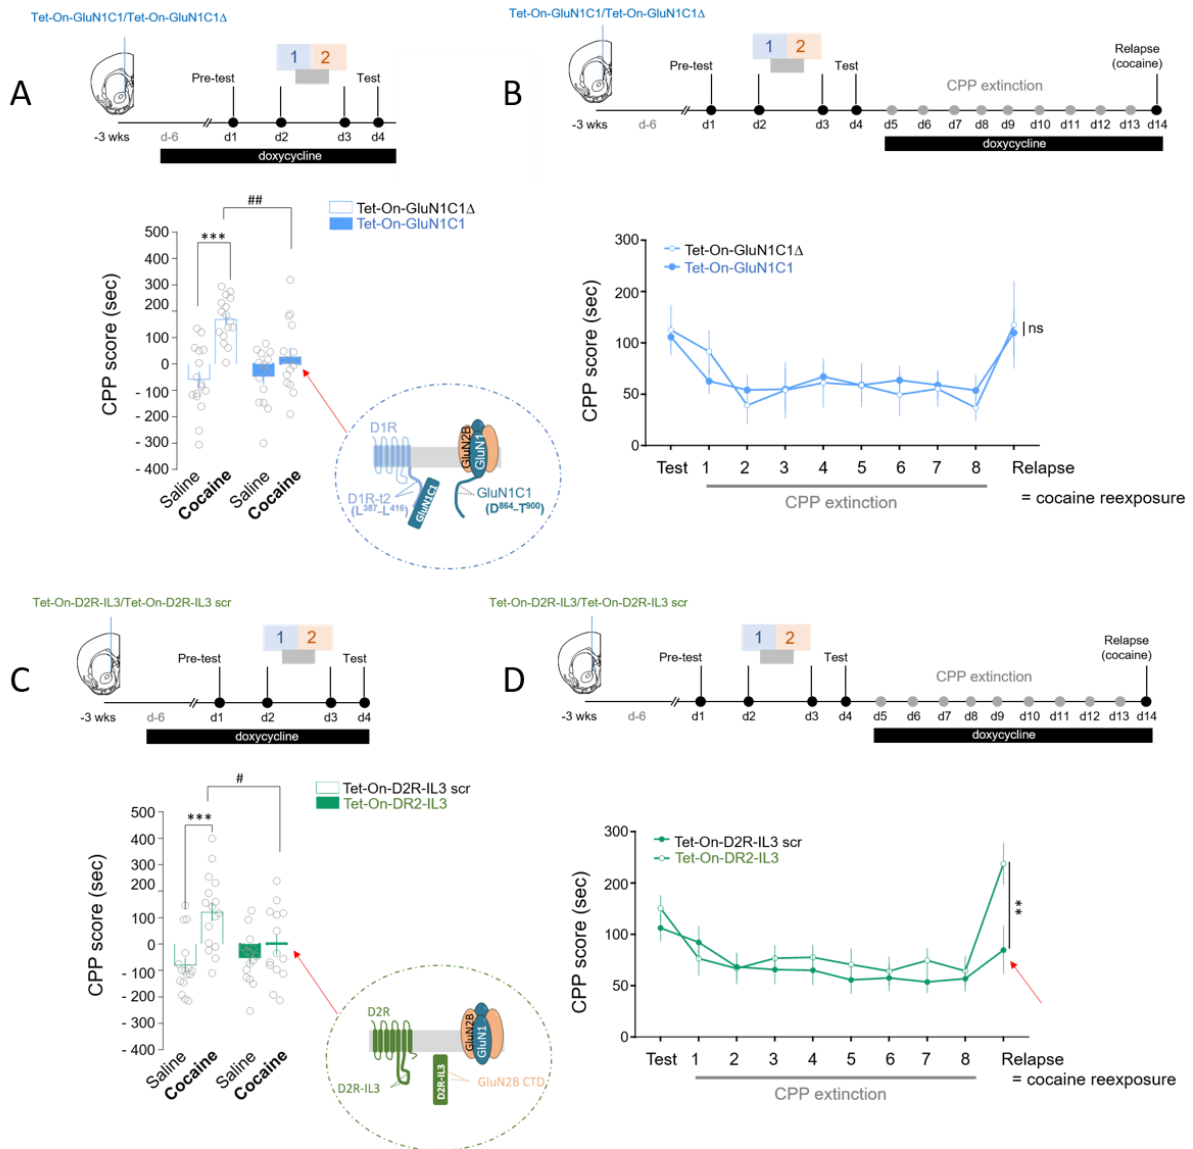 Tet-On-GluN1C1/Tet-On-GluN1C1Δ
A
1 2
Pre-test
Test
-3 wks
d-6
d1
d2
d3
d4
doxycycline
##
***
Tet-On-GluN1C1Δ
Tet-On-GluN1C1
CPP score (sec)
500
400
300
200
100
0
- 100
- 200
- 300
- 400
Saline
Cocaine
Saline
Cocaine
D1R
GluN2B
GluN1
D1R-t2
(L387-L416)
GluN1C1
GluN1C1
(D864-T900)
Tet-On-GluN1C1/Tet-On-GluN1C1Δ
B
1 2
Pre-test
Test
Relapse
(cocaine)
CPP extinction
-3 wks
d-6
d1
d2
d3
d4
d5
d6
d7
d8
d9
d10
d11
d12
d13
d14
doxycycline
Tet-On-GluN1C1Δ
Tet-On-GluN1C1
CPP score (sec)
300
200
100
50
0
ns
Test 1 2 3 4 5 6 7 8 Relapse
CPP extinction
= cocaine reexposure
Tet-On-D2R-IL3/Tet-On-D2R-IL3 scr
C
1 2
Pre-test
Test
-3 wks
d-6
d1
d2
d3
d4
doxycycline
#
***
Tet-On-D2R-IL3 scr
Tet-On-DR2-IL3
CPP score (sec)
500
400
300
200
100
0
- 100
- 200
- 300
- 400
Saline
Cocaine
Saline
Cocaine
D2R
GluN2B
GluN1
D2R-IL3
D2R-IL3
GluN2B CTD
Tet-On-D2R-IL3/Tet-On-D2R-IL3 scr
D
1 2
Pre-test
Test
Relapse
(cocaine)
CPP extinction
-3 wks
d-6
d1
d2
d3
d4
d5
d6
d7
d8
d9
d10
d11
d12
d13
d14
doxycycline
Tet-On-D2R-IL3 scr
Tet-On-DR2-IL3
CPP score (sec)
300
200
100
50
0
**
Test 1 2 3 4 5 6 7 8 Relapse
CPP extinction
= cocaine reexposure